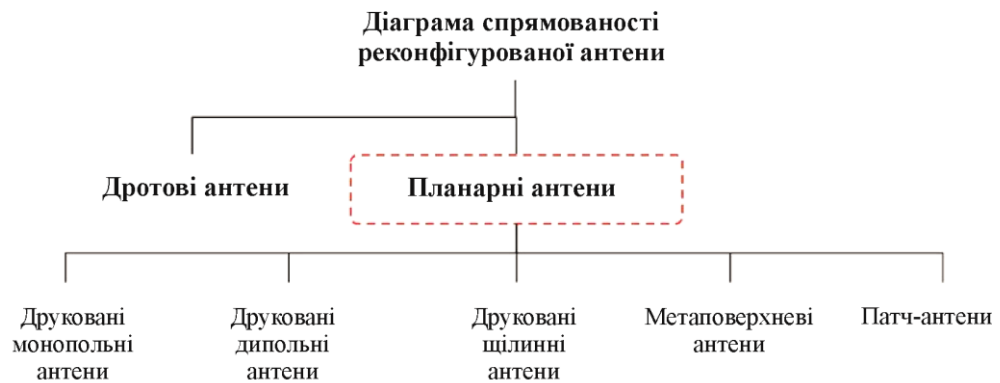 Діаграма спрямованості
реконфігурованої антени
Дротові антени
Планарні антени
Друковані
монопольні
антени
Друковані
дипольні
антени
Друковані
щілинні
антени
Метаповерхневі
антени
Патч-антени